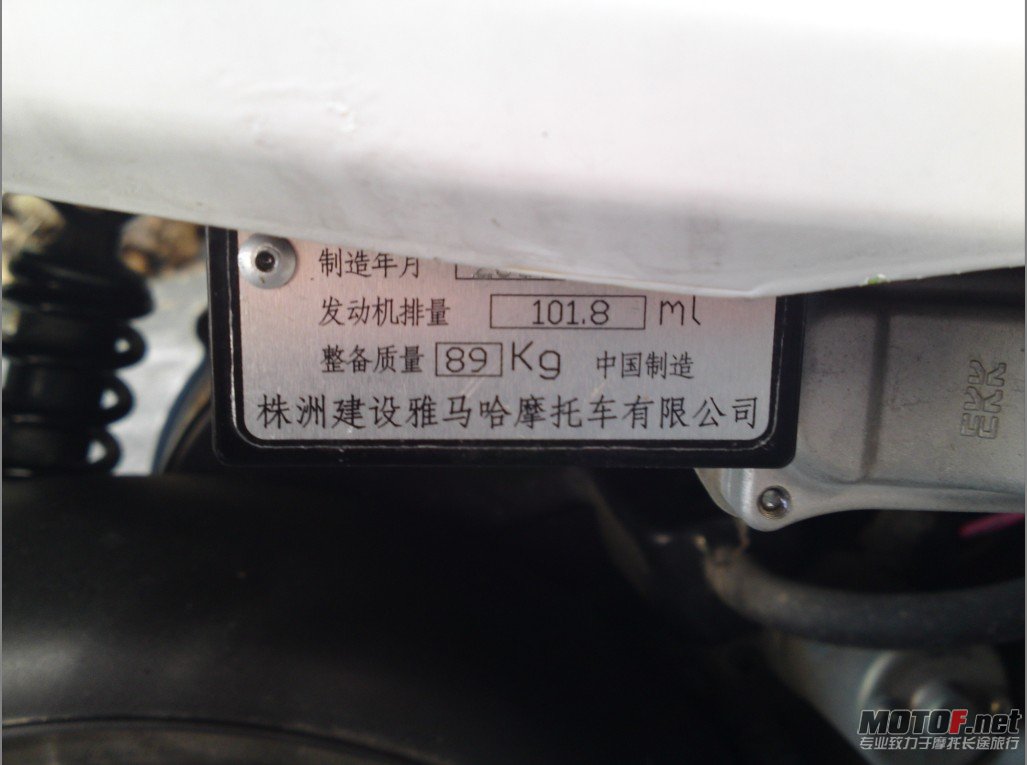 制造年月
发动机排量 101.8 ml
整备质量 89 Kg 中国制造
株洲建设雅马哈摩托车有限公司
EKK
MOTOF.net
专业致力于摩托长途旅行